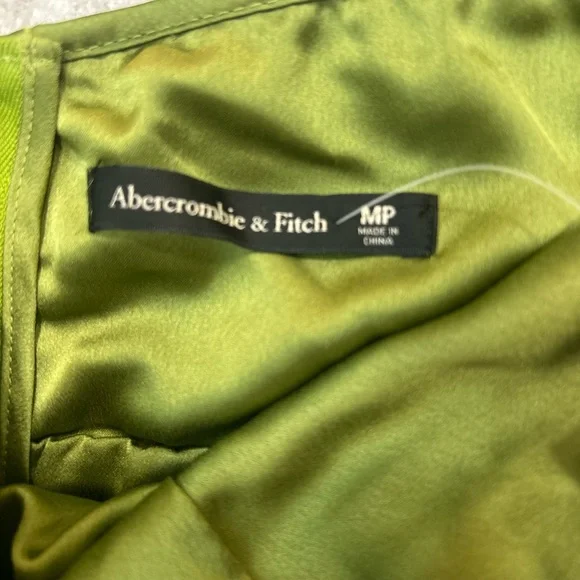 Abercrombie & Fitch
MP
MADE IN
CHINA